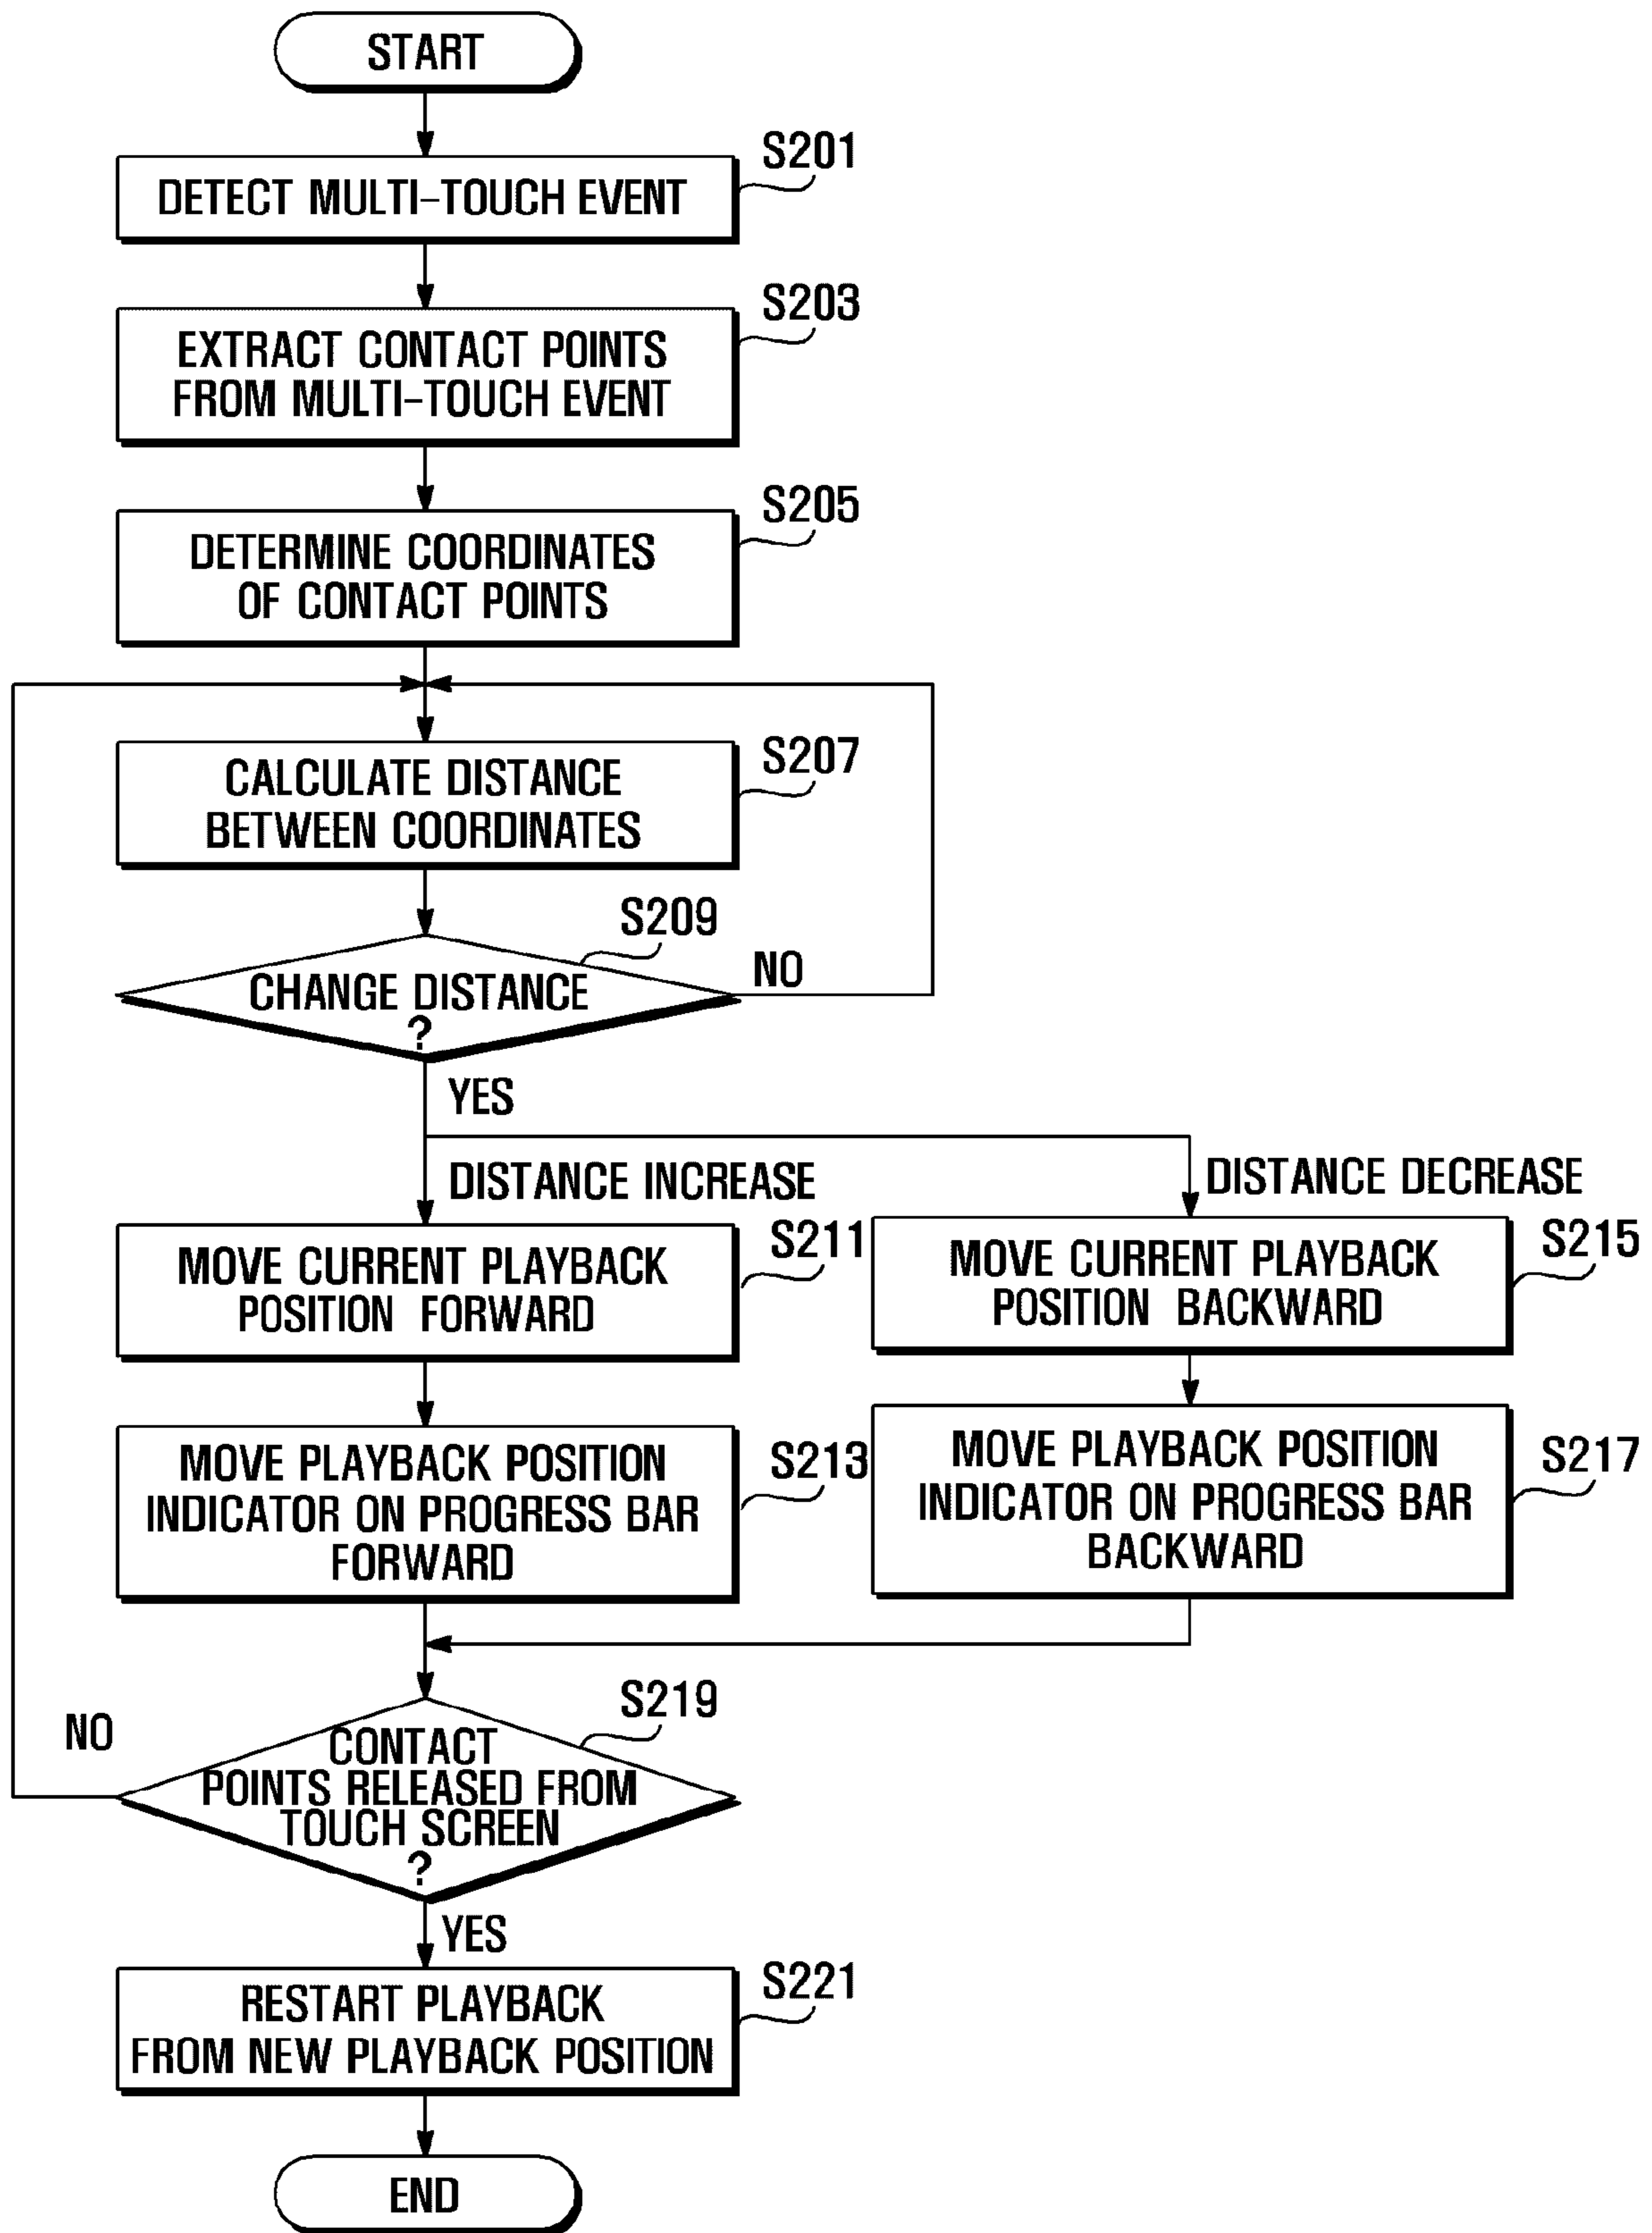 START
S201
DETECT MULTI-TOUCH EVENT
S203
EXTRACT CONTACT POINTS
FROM MULTI-TOUCH EVENT
S205
DETERMINE COORDINATES
OF CONTACT POINTS
S207
CALCULATE DISTANCE
BETWEEN COORDINATES
S209
CHANGE DISTANCE
?
NO
YES
DISTANCE INCREASE
DISTANCE DECREASE
S211
MOVE CURRENT PLAYBACK
POSITION FORWARD
S215
MOVE CURRENT PLAYBACK
POSITION BACKWARD
S213
MOVE PLAYBACK POSITION
INDICATOR ON PROGRESS BAR
FORWARD
S217
MOVE PLAYBACK POSITION
INDICATOR ON PROGRESS BAR
BACKWARD
S219
NO
CONTACT
POINTS RELEASED FROM
TOUCH SCREEN
?
YES
S221
RESTART PLAYBACK
FROM NEW PLAYBACK POSITION
END